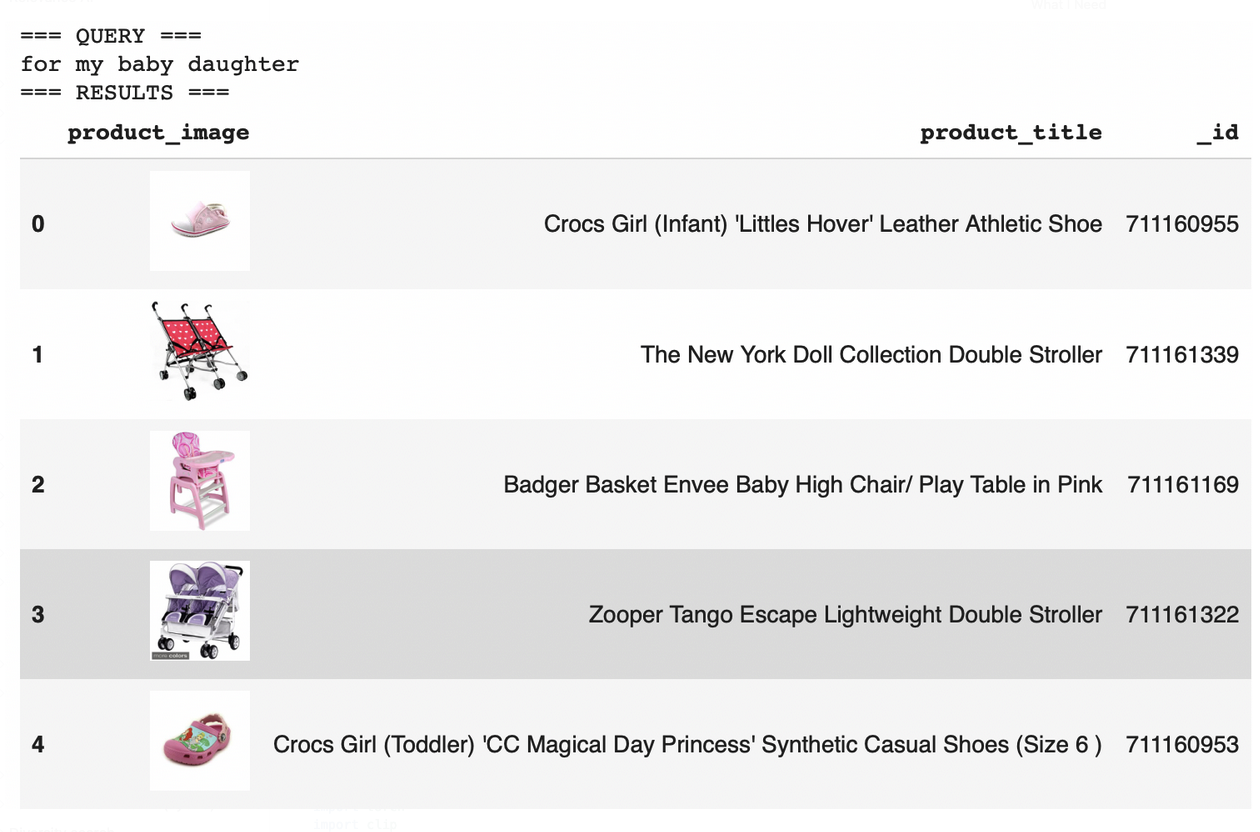 === QUERY ===
for my baby daughter
=== RESULTS ===
product_image product_title _id
0 Crocs Girl (Infant) 'Littles Hover' Leather Athletic Shoe 711160955
1 The New York Doll Collection Double Stroller 711161339
2 Badger Basket Envee Baby High Chair/ Play Table in Pink 711161169
3 Zooper Tango Escape Lightweight Double Stroller 711161322
more colors
4 Crocs Girl (Toddler) 'CC Magical Day Princess' Synthetic Casual Shoes (Size 6 ) 711160953
import clip